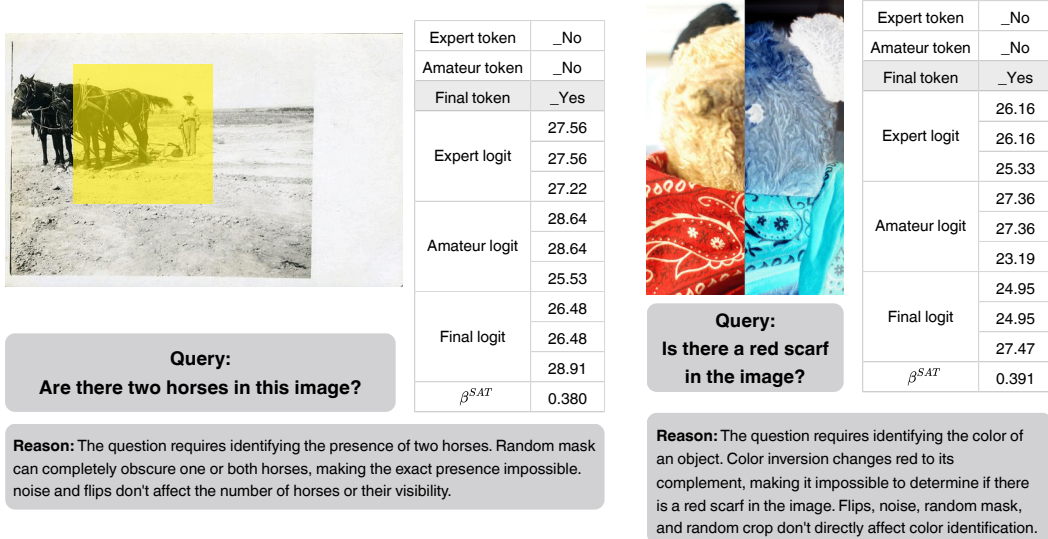 Expert token _No
Amateur token _No
Final token _Yes
Expert logit
27.56
27.56
27.22
Amateur logit
28.64
28.64
25.53
Final logit
26.48
26.48
28.91
β^SAT 0.380
Query:
Are there two horses in this image?
Reason: The question requires identifying the presence of two horses. Random mask
can completely obscure one or both horses, making the exact presence impossible.
noise and flips don't affect the number of horses or their visibility.
Expert token _No
Amateur token _No
Final token _Yes
Expert logit
26.16
26.16
25.33
Amateur logit
27.36
27.36
23.19
Final logit
24.95
24.95
27.47
β^SAT 0.391
Query:
Is there a red scarf
in the image?
Reason: The question requires identifying the color of
an object. Color inversion changes red to its
complement, making it impossible to determine if there
is a red scarf in the image. Flips, noise, random mask,
and random crop don't directly affect color identification.